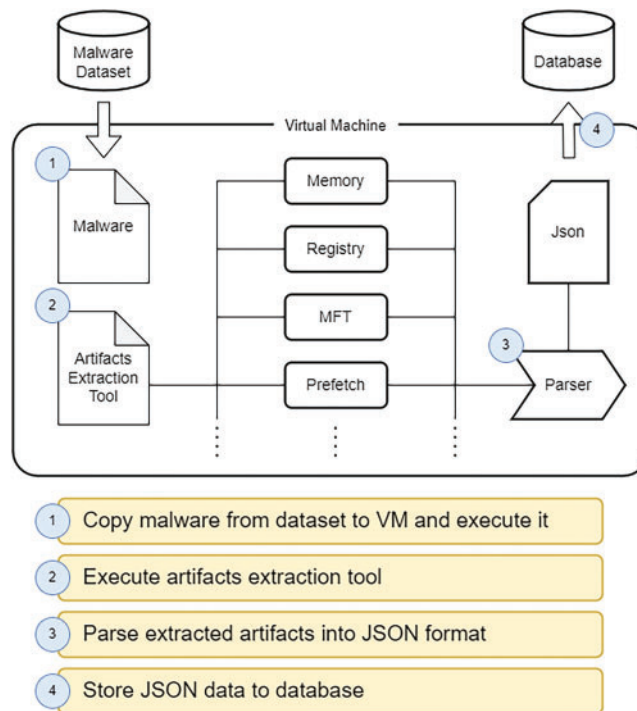 Malware
Dataset
Database
Virtual Machine
4
1
Malware
Memory
Json
Registry
2
MFT
3
Artifacts
Extraction
Tool
Prefetch
Parser
1 Copy malware from dataset to VM and execute it
2 Execute artifacts extraction tool
3 Parse extracted artifacts into JSON format
4 Store JSON data to database